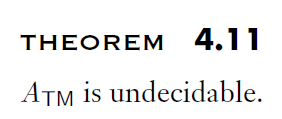 THEOREM 4.11
ATM is undecidable.